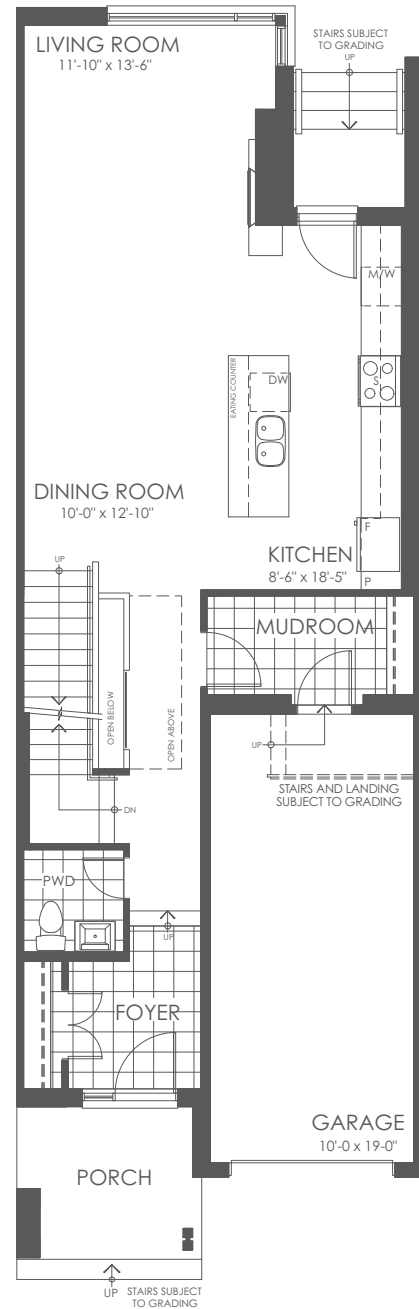 LIVING ROOM
11'-10" x 13'-6"
STAIRS SUBJECT
TO GRADING
UP
M/W
EATING COUNTER
DW
S
DINING ROOM
10'-0" x 12'-10"
F
KITCHEN
8'-6" x 18'-5"
P
UP
MUDROOM
OPEN BELOW
OPEN ABOVE
UP
STAIRS AND LANDING
SUBJECT TO GRADING
DN
PWD
UP
FOYER
GARAGE
10'-0 x 19'-0"
PORCH
UP
STAIRS SUBJECT
TO GRADING